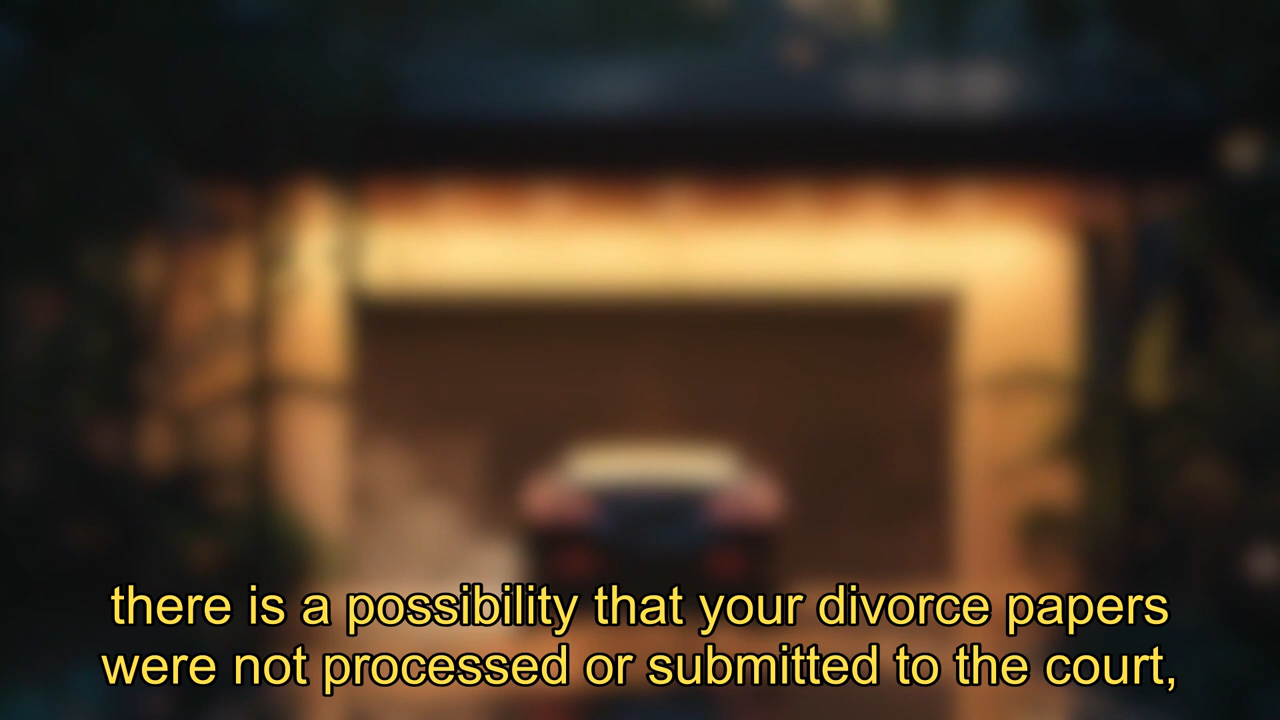 there is a possibility that your divorce papers
were not processed or submitted to the court,